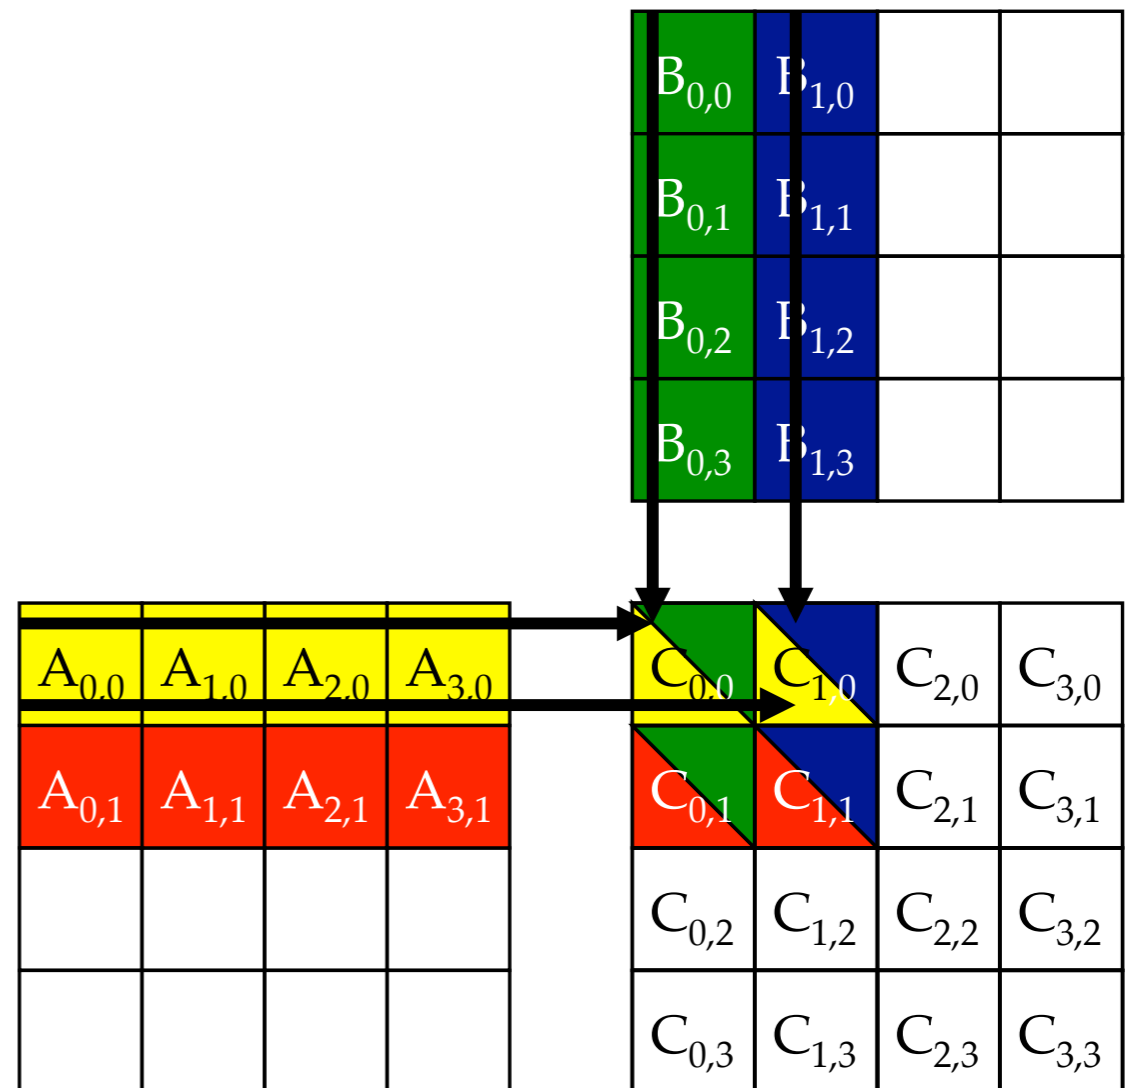 B0,0 B1,0
B0,1 B1,1
B0,2 B1,2
B0,3 B1,3
A0,0 A1,0 A2,0 A3,0 C0,0 C1,0 C2,0 C3,0
A0,1 A1,1 A2,1 A3,1 C0,1 C1,1 C2,1 C3,1
C0,2 C1,2 C2,2 C3,2
C0,3 C1,3 C2,3 C3,3